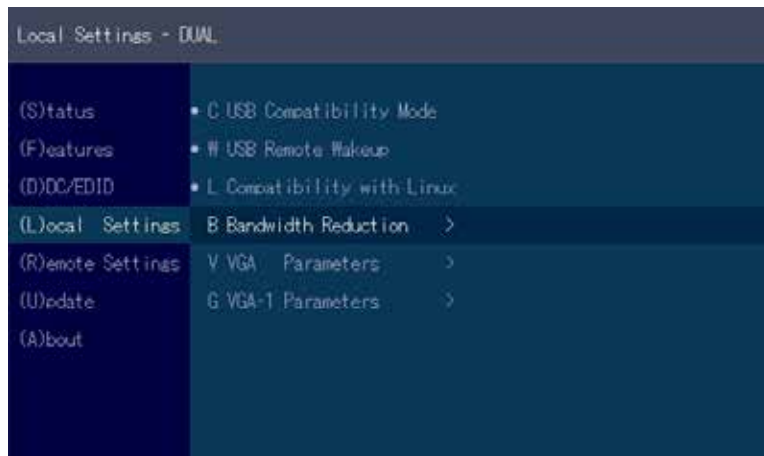 Local Settings - DUAL
(S)tatus
• C USB Compatibility Mode
(F)eatures
• W USB Remote Wakeup
(D)DC/EDID
• L Compatibility with Linux
(L)ocal Settings
B Bandwidth Reduction >
(R)emote Settings
V VGA Parameters >
(U)pdate
G VGA-1 Parameters >
(A)bout